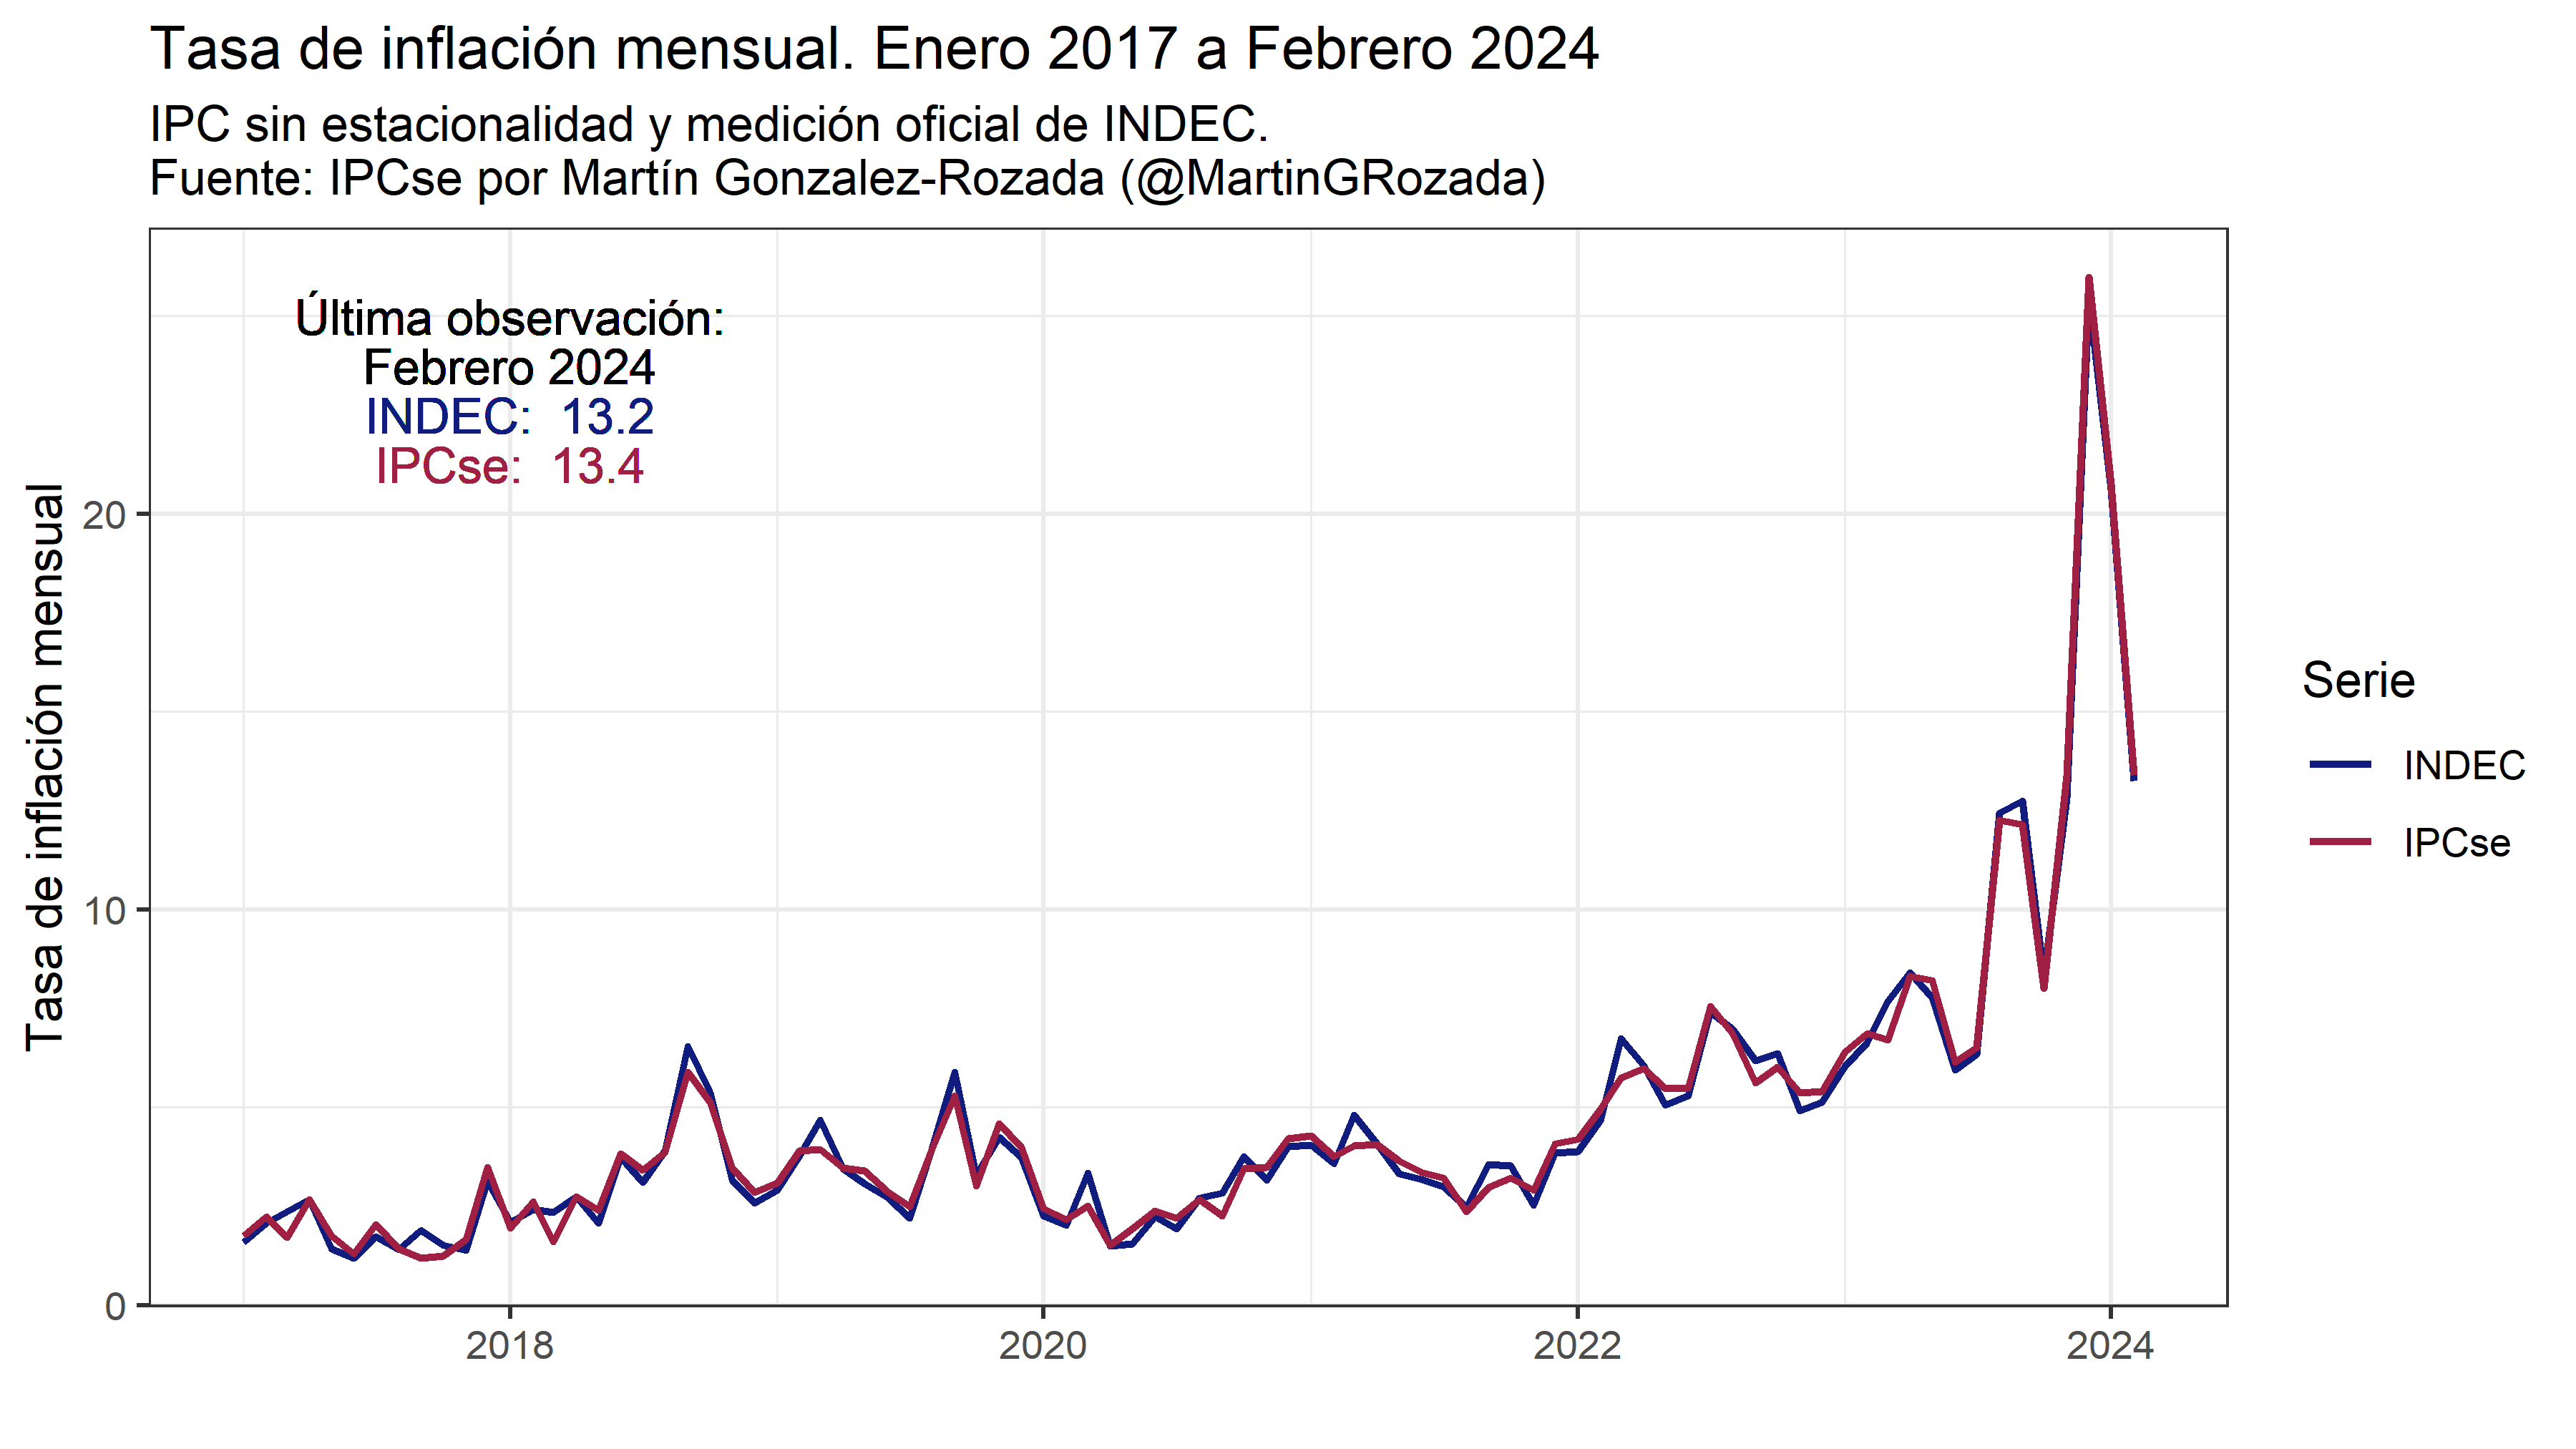 Tasa de inflación mensual. Enero 2017 a Febrero 2024
IPC sin estacionalidad y medición oficial de INDEC.
Fuente: IPCse por Martín Gonzalez-Rozada (@MartinGRozada)
Última observación:
Febrero 2024
INDEC:  13.2
IPCse:  13.4
Tasa de inflación mensual
20
10
0
2018
2020
2022
2024
Serie
INDEC
IPCse